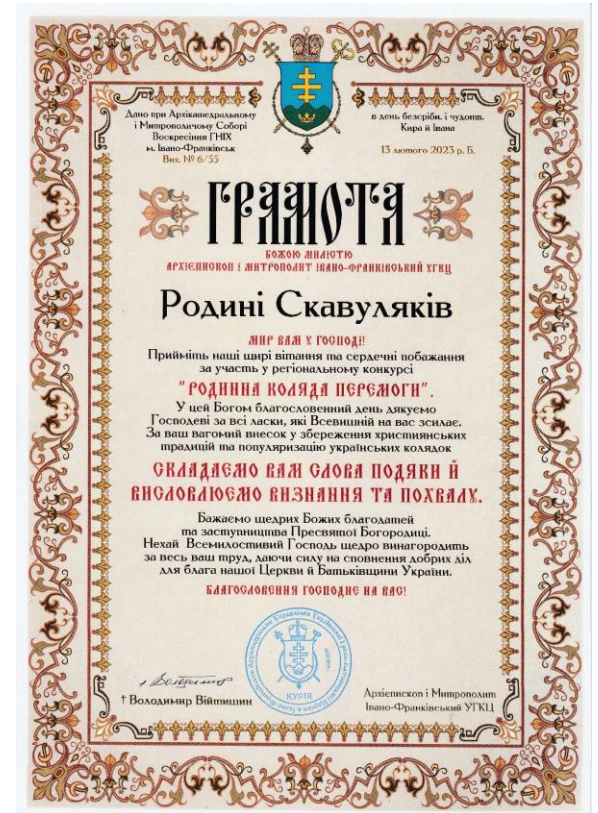 Дано при Архікатедральному
і Митрополичому Соборі
Воскресіння ГНІХ
м. Івано-Франківськ
Вих. № 6/55
в день безсрібн. і чудотв.
Кира й Івана
13 лютого 2023 р. Б.
ГРАМОТА
БОЖОЮ МИЛІСТЮ
АРХІЄПИСКОП І МИТРОПОЛИТ ІВАНО-ФРАНКІВСЬКИЙ УГКЦ
Родині Скавуляків
МИР ВАМ У ГОСПОДІ!
Прийміть наші щирі вітання та сердечні побажання
за участь у регіональному конкурсі
"РОДИННА КОЛЯДА ПЕРЕМОГИ".
У цей Богом благословенний день дякуємо
Господеві за всі ласки, які Всевишній на вас зсилає.
За ваш вагомий внесок у збереження християнських
традицій та популяризацію українських колядок
СКЛАДАЄМО ВАМ СЛОВА ПОДЯКИ Й
ВИСЛОВЛЮЄМО ВИЗНАННЯ ТА ПОХВАЛУ.
Бажаємо щедрих Божих благодатей
та заступництва Пресвятої Богородиці.
Нехай Всемилостивий Господь щедро винагородить
за весь ваш труд, даючи силу на сповнення добрих діл
для блага нашої Церкви й Батьківщини України.
БЛАГОСЛОВЕННЯ ГОСПОДНЄ НА ВАС!
КУРІЯ
† Володимир Війтишин
Архієпископ і Митрополит
Івано-Франківський УГКЦ